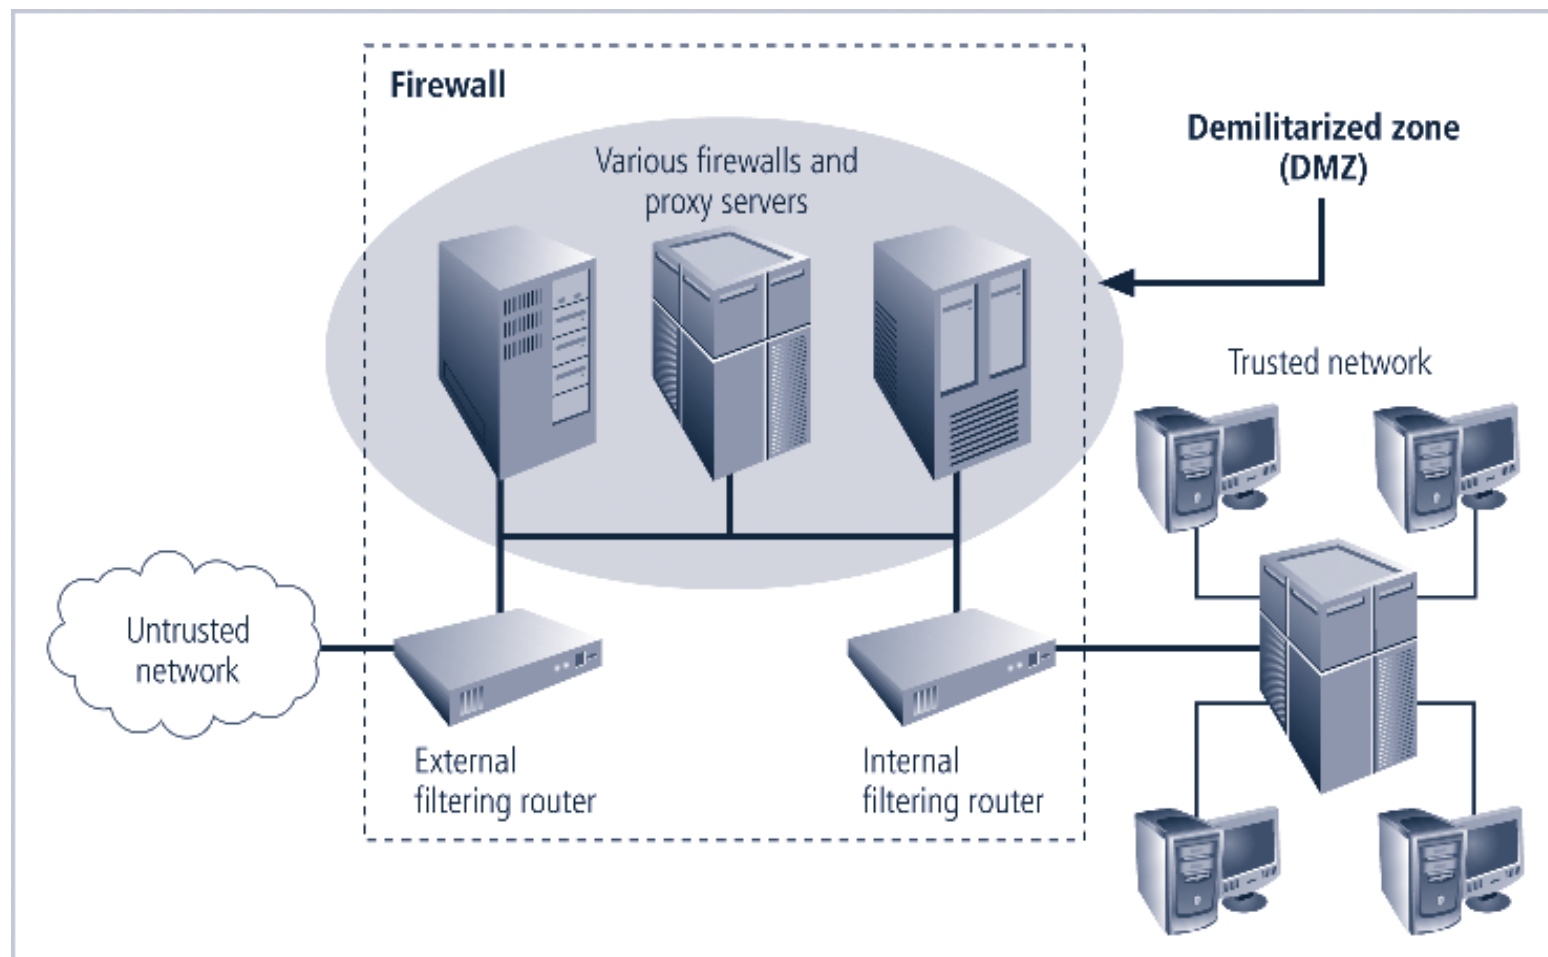 Firewall
Various firewalls and
proxy servers
Demilitarized zone
(DMZ)
Trusted network
Untrusted
network
External
filtering router
Internal
filtering router